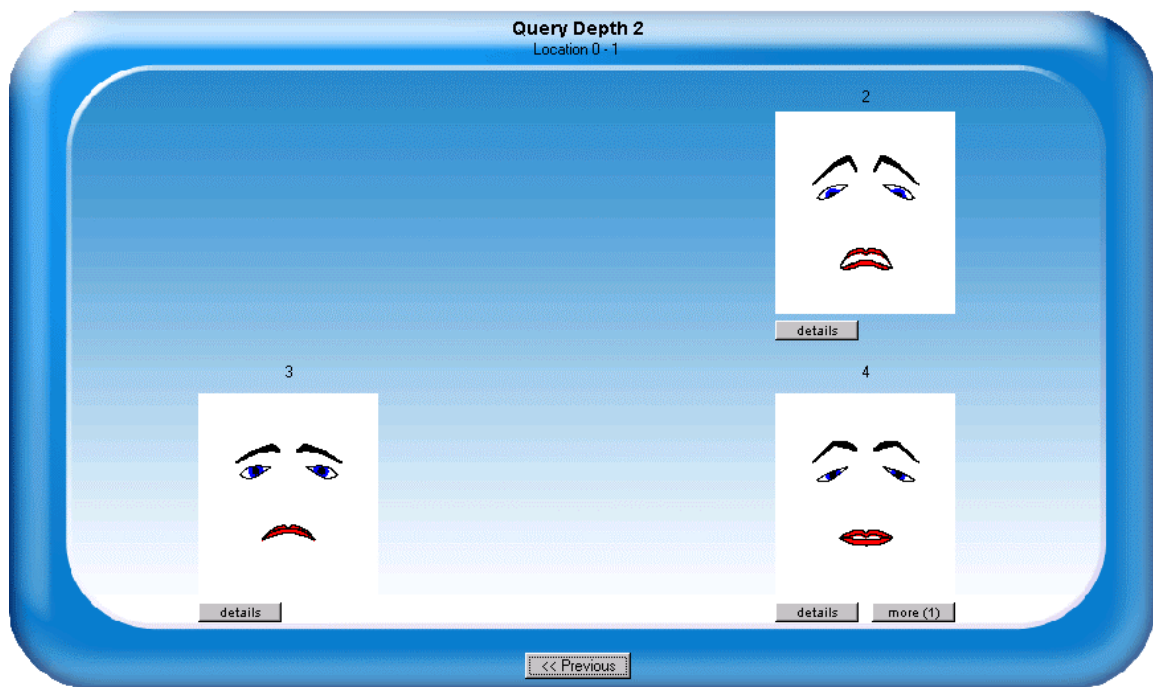 Query Depth 2
Location 0 - 1
2
details
3
4
details
details
more (1)
<< Previous